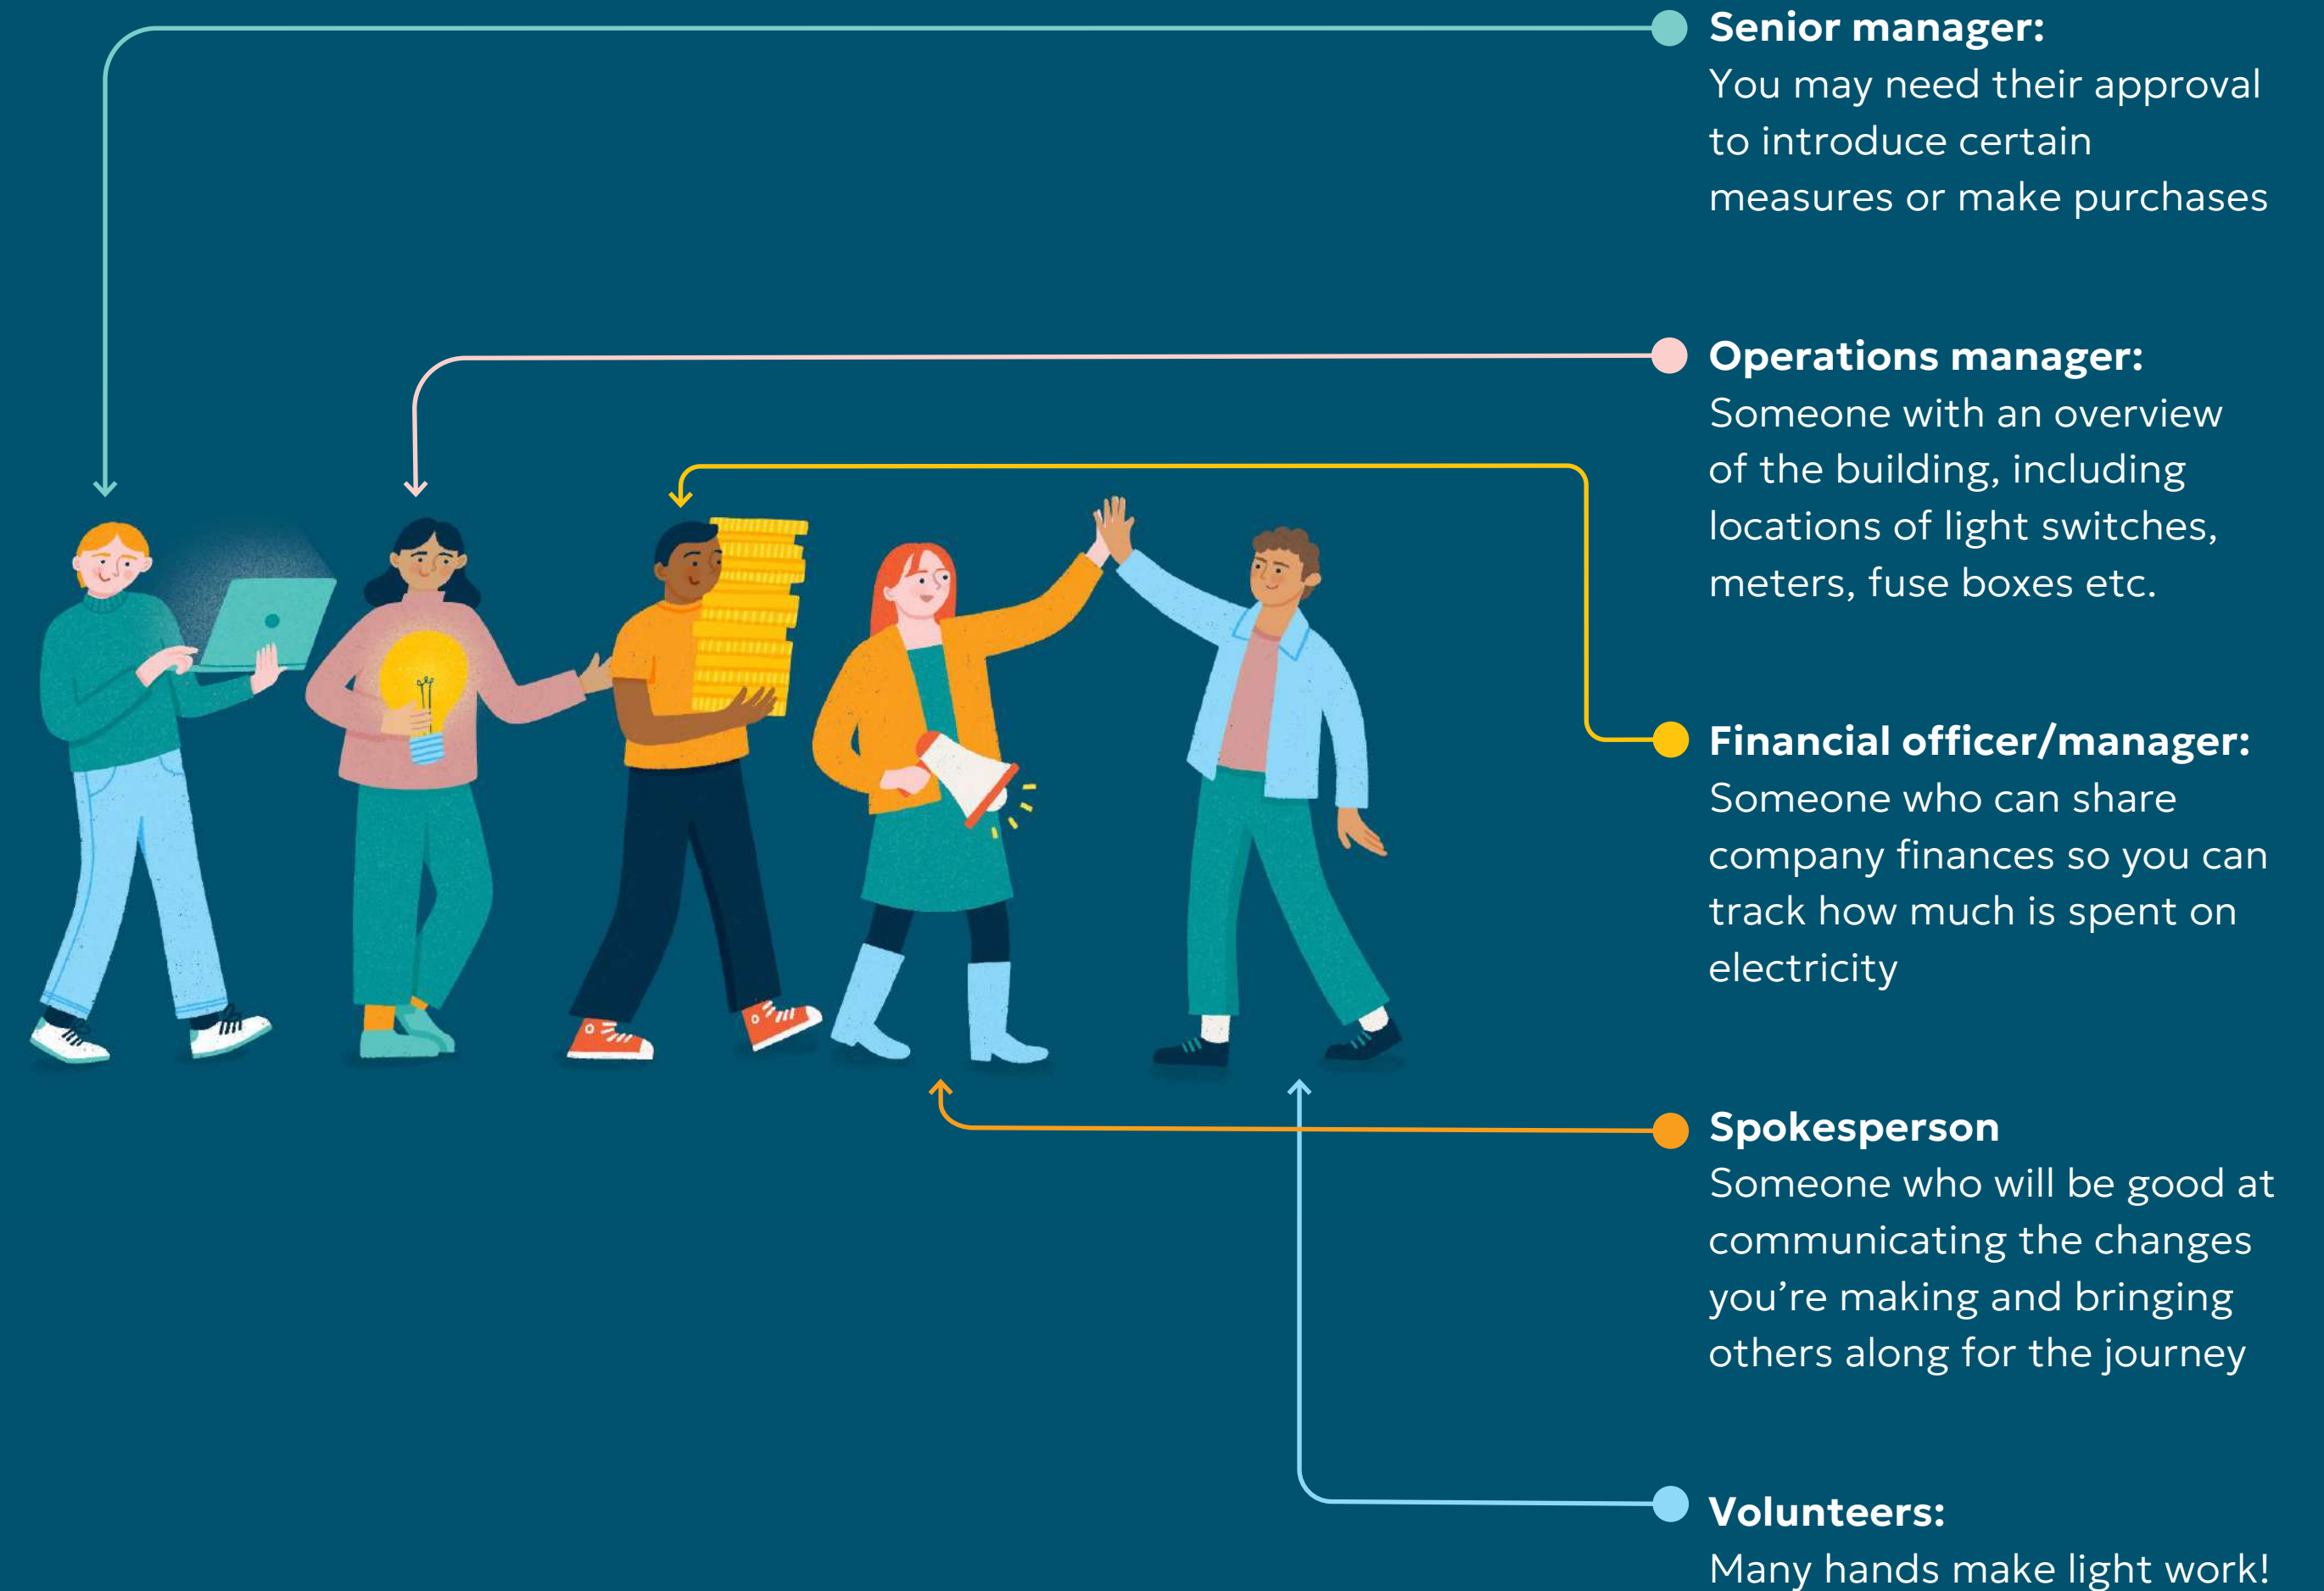 Senior manager:
You may need their approval
to introduce certain
measures or make purchases
Operations manager:
Someone with an overview
of the building, including
locations of light switches,
meters, fuse boxes etc.
Financial officer/manager:
Someone who can share
company finances so you can
track how much is spent on
electricity
Spokesperson
Someone who will be good at
communicating the changes
you’re making and bringing
others along for the journey
Volunteers:
Many hands make light work!